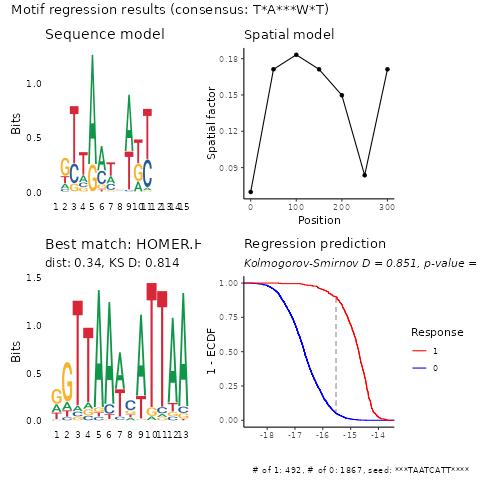 Motif regression results (consensus: T*A***W*T)
Sequence model
Bits
1.0
0.5
0.0
1 2 3 4 5 6 7 8 9 10 11 12 13 14 15
Spatial model
Spatial factor
0.18
0.15
0.12
0.09
0 100 200 300
Position
Best match: HOMER.H
dist: 0.34, KS D: 0.814
Bits
1.5
1.0
0.5
0.0
1 2 3 4 5 6 7 8 9 10 11 12 13
Regression prediction
Kolmogorov-Smirnov D = 0.851, p-value =
1 - ECDF
1.00
0.75
0.50
0.25
0.00
-18 -17 -16 -15 -14
Response
1
0
# of 1: 492, # of 0: 1867, seed: ***TAATCATT****